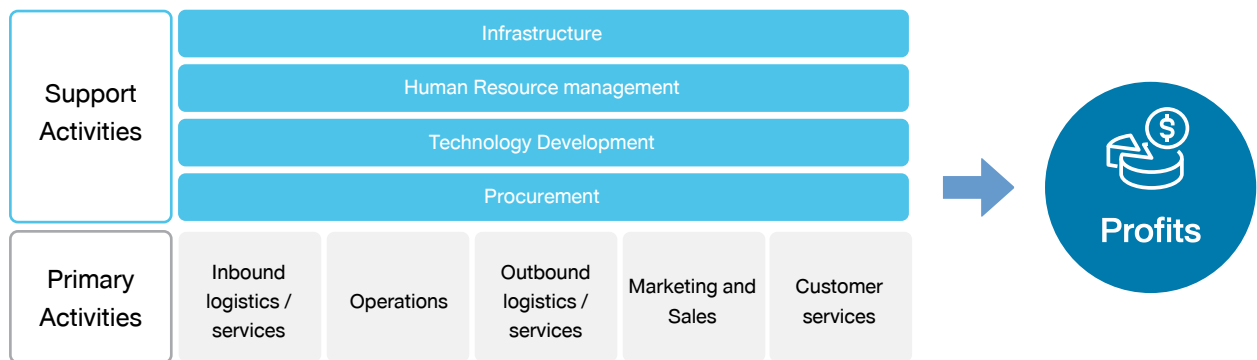 Support
Activities
Infrastructure
Human Resource management
Technology Development
Procurement
Primary
Activities
Inbound
logistics /
services
Operations
Outbound
logistics /
services
Marketing and
Sales
Customer
services
$
Profits